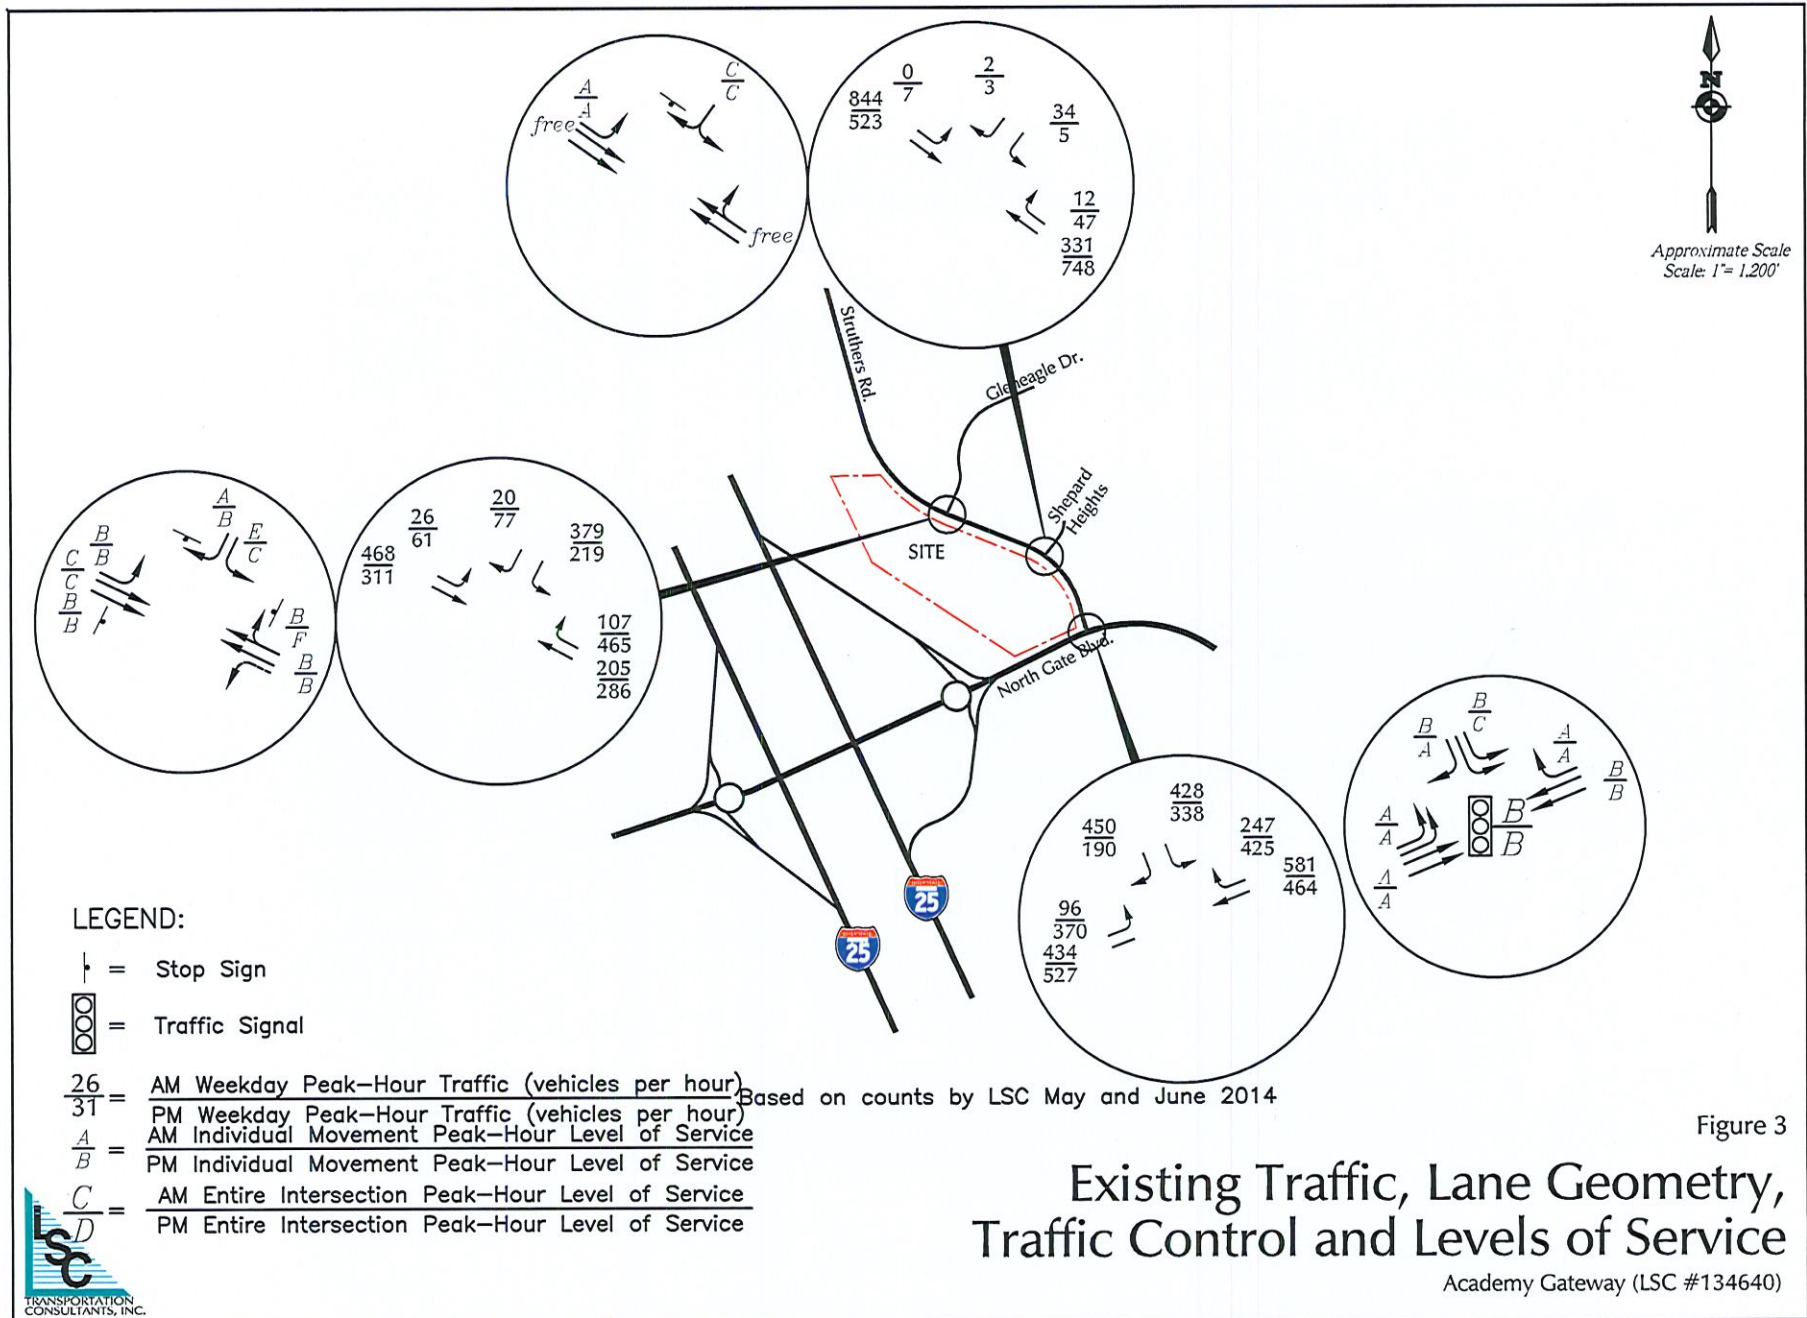 A
A
free
C
C
free
844
523
0
7
2
3
34
5
12
47
331
748
N
Approximate Scale
Scale: 1"= 1,200'
Struthers Rd.
Gleneagle Dr.
Shepard
Heights
SITE
North Gate Blvd.
B
B
C
C
B
B
A
B
E
C
B
F
B
B
468
311
26
61
20
77
379
219
107
465
205
286
450
190
428
338
247
425
581
464
96
370
434
527
B
A
B
C
A
A
B
B
A
A
A
A
B
B
INTERSTATE
25
INTERSTATE
25
LEGEND:
= Stop Sign
= Traffic Signal
26
31
=
AM Weekday Peak-Hour Traffic (vehicles per hour)
PM Weekday Peak-Hour Traffic (vehicles per hour)
Based on counts by LSC May and June 2014
A
B
=
AM Individual Movement Peak-Hour Level of Service
PM Individual Movement Peak-Hour Level of Service
C
D
=
AM Entire Intersection Peak-Hour Level of Service
PM Entire Intersection Peak-Hour Level of Service
LSC
TRANSPORTATION
CONSULTANTS, INC.
Figure 3
Existing Traffic, Lane Geometry,
Traffic Control and Levels of Service
Academy Gateway (LSC #134640)